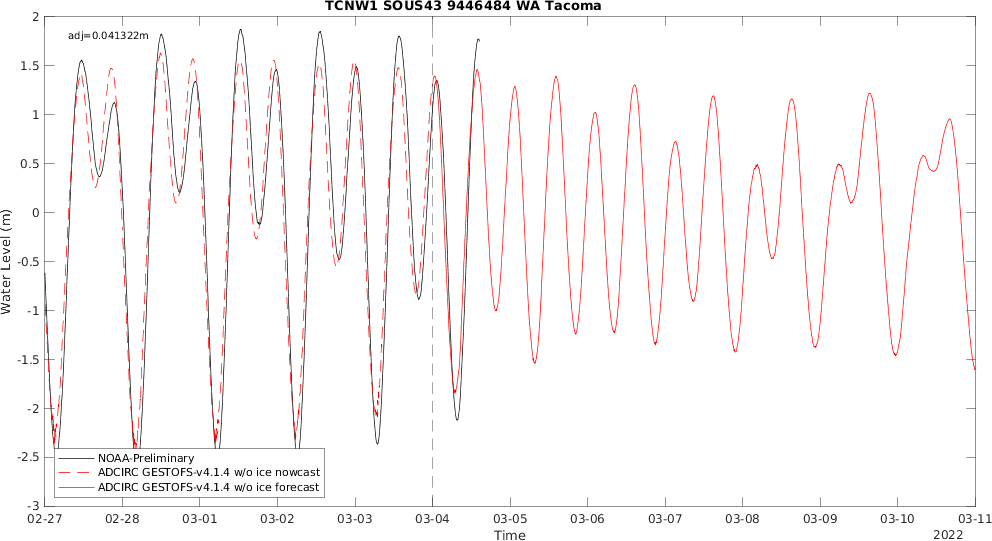 TCNW1 SOUS43 9446484 WA Tacoma
adj=0.041322m
2
1.5
1
0.5
0
-0.5
-1
-1.5
-2
-2.5
-3
Water Level (m)
NOAA-Preliminary
ADCIRC GESTOFS-v4.1.4 w/o ice nowcast
ADCIRC GESTOFS-v4.1.4 w/o ice forecast
02-27 02-28 03-01 03-02 03-03 03-04 03-05 03-06 03-07 03-08 03-09 03-10 03-11
Time
2022